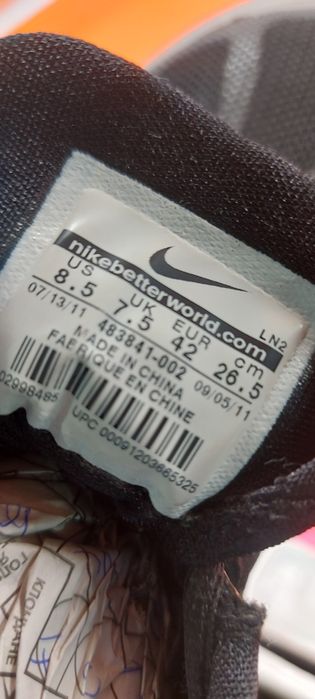 nikebetterworld.com
LN2
US UK EUR cm
8.5 7.5 42 26.5
07/13/11 483841-002 09/05/11
MADE IN CHINA
FABRIQUE EN CHINE
UPC 00091203665325